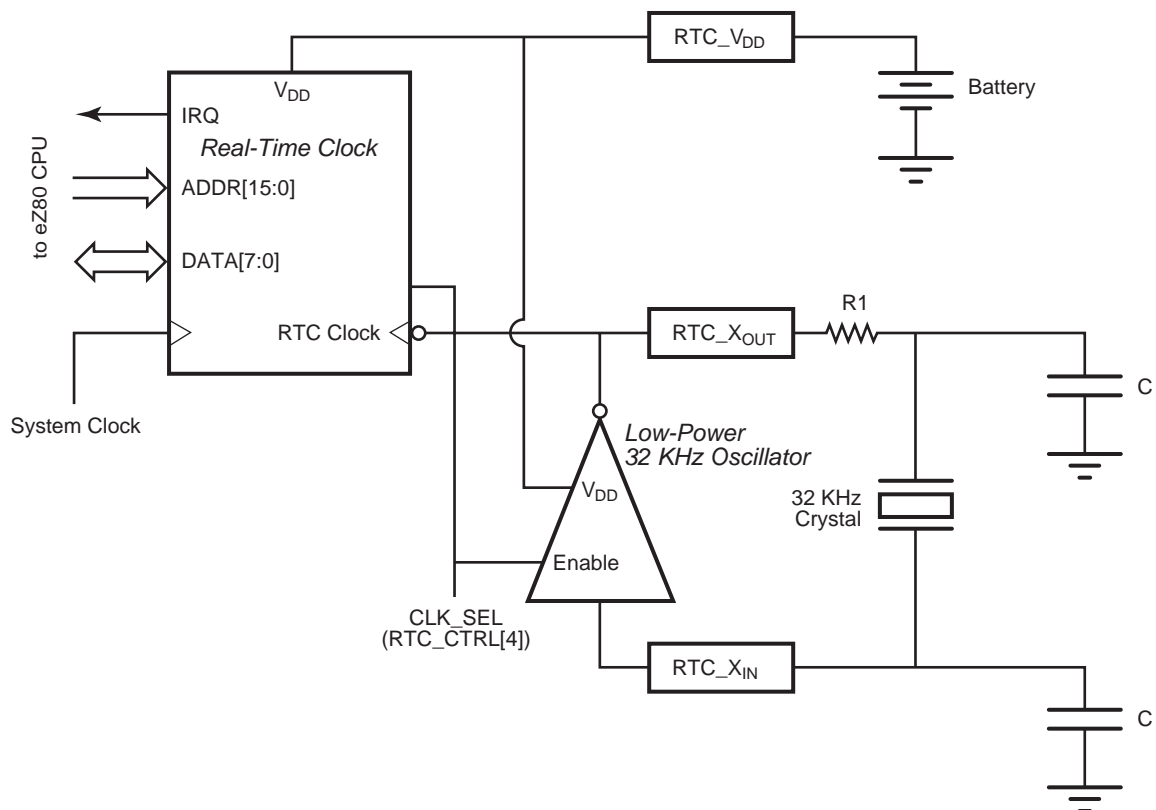 RTC_VDD
VDD
Battery
IRQ
Real-Time Clock
to eZ80 CPU
ADDR[15:0]
DATA[7:0]
R1
RTC Clock
RTC_XOUT
C
System Clock
Low-Power
32 KHz Oscillator
VDD
32 KHz
Crystal
Enable
CLK_SEL
(RTC_CTRL[4])
RTC_XIN
C